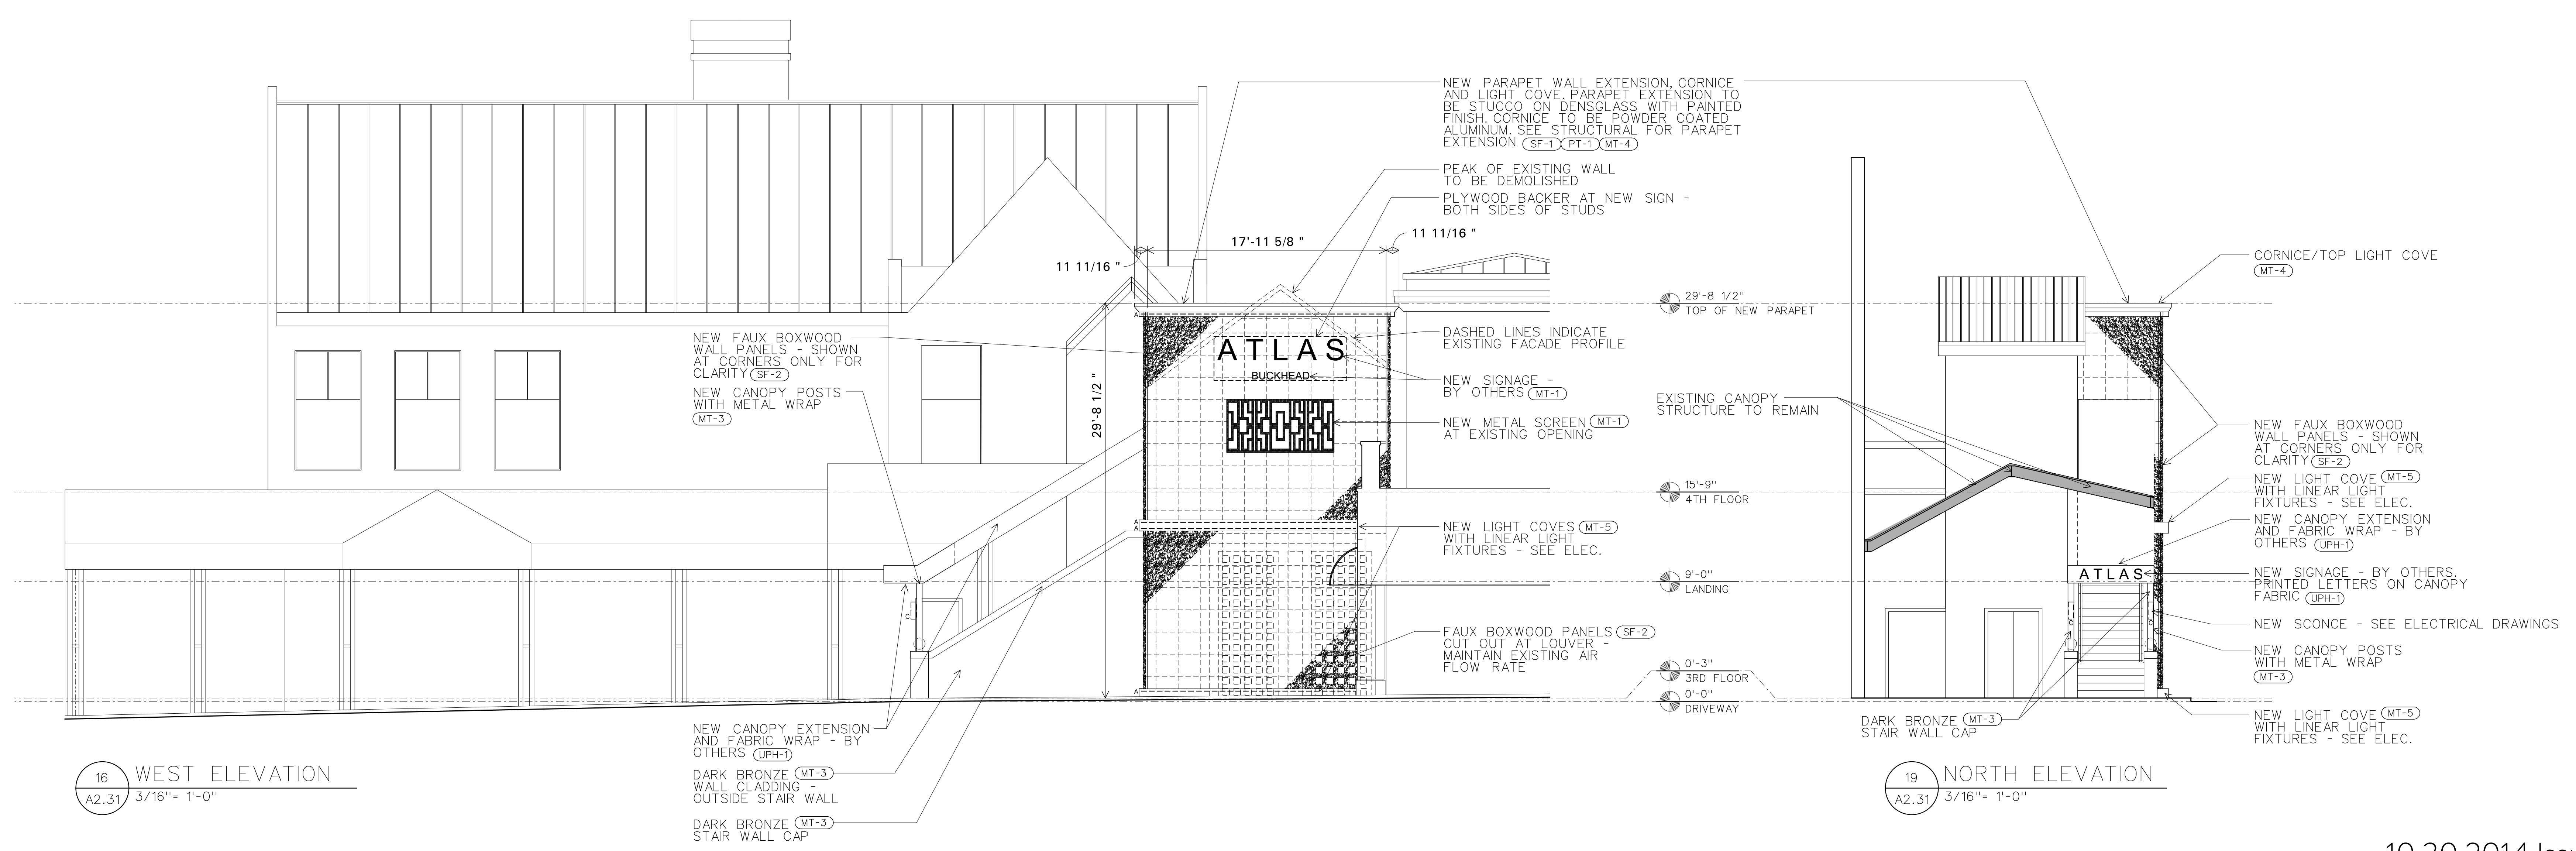 NEW PARAPET WALL EXTENSION, CORNICE
AND LIGHT COVE. PARAPET EXTENSION TO
BE STUCCO ON DENSGLASS WITH PAINTED
FINISH. CORNICE TO BE POWDER COATED
ALUMINUM. SEE STRUCTURAL FOR PARAPET
EXTENSION SF-1 PT-1 MT-4
PEAK OF EXISTING WALL
TO BE DEMOLISHED
PLYWOOD BACKER AT NEW SIGN -
BOTH SIDES OF STUDS
11 11/16 "
17'-11 5/8 "
11 11/16 "
29'-8 1/2 "
NEW FAUX BOXWOOD
WALL PANELS - SHOWN
AT CORNERS ONLY FOR
CLARITY SF-2
NEW CANOPY POSTS
WITH METAL WRAP
MT-3
ATLAS
BUCKHEAD
DASHED LINES INDICATE
EXISTING FACADE PROFILE
NEW SIGNAGE -
BY OTHERS MT-1
NEW METAL SCREEN MT-1
AT EXISTING OPENING
NEW LIGHT COVES MT-5
WITH LINEAR LIGHT
FIXTURES - SEE ELEC.
FAUX BOXWOOD PANELS SF-2
CUT OUT AT LOUVER -
MAINTAIN EXISTING AIR
FLOW RATE
NEW CANOPY EXTENSION
AND FABRIC WRAP - BY
OTHERS UPH-1
DARK BRONZE MT-3
WALL CLADDING -
OUTSIDE STAIR WALL
DARK BRONZE MT-3
STAIR WALL CAP
16
A2.31
WEST ELEVATION
3/16"= 1'-0"
29'-8 1/2"
TOP OF NEW PARAPET
15'-9"
4TH FLOOR
9'-0"
LANDING
0'-3"
3RD FLOOR
0'-0"
DRIVEWAY
EXISTING CANOPY
STRUCTURE TO REMAIN
ATLAS
CORNICE/TOP LIGHT COVE
MT-4
NEW FAUX BOXWOOD
WALL PANELS - SHOWN
AT CORNERS ONLY FOR
CLARITY SF-2
NEW LIGHT COVE MT-5
WITH LINEAR LIGHT
FIXTURES - SEE ELEC.
NEW CANOPY EXTENSION
AND FABRIC WRAP - BY
OTHERS UPH-1
NEW SIGNAGE - BY OTHERS.
PRINTED LETTERS ON CANOPY
FABRIC UPH-1
NEW SCONCE - SEE ELECTRICAL DRAWINGS
NEW CANOPY POSTS
WITH METAL WRAP
MT-3
NEW LIGHT COVE MT-5
WITH LINEAR LIGHT
FIXTURES - SEE ELEC.
DARK BRONZE MT-3
STAIR WALL CAP
19
A2.31
NORTH ELEVATION
3/16"= 1'-0"